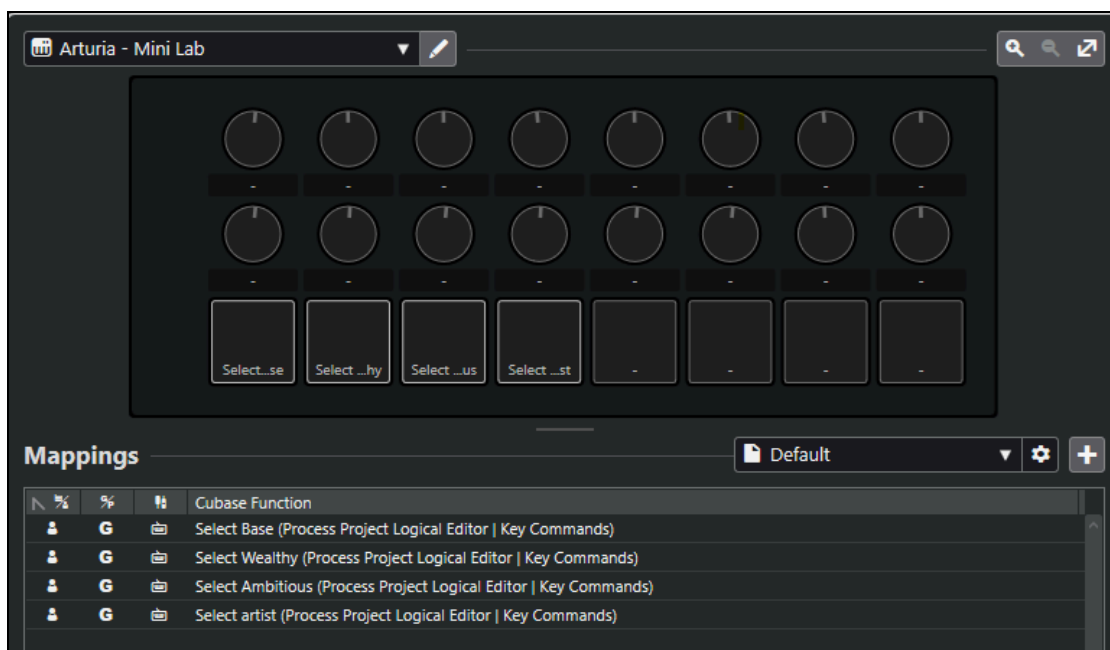 Arturia - Mini Lab
- - - - - - - -
- - - - - - - -
Select...se Select ...hy Select ...us Select ...st - - - -
Mappings Default
Cubase Function
G Select Base (Process Project Logical Editor | Key Commands)
G Select Wealthy (Process Project Logical Editor | Key Commands)
G Select Ambitious (Process Project Logical Editor | Key Commands)
G Select artist (Process Project Logical Editor | Key Commands)